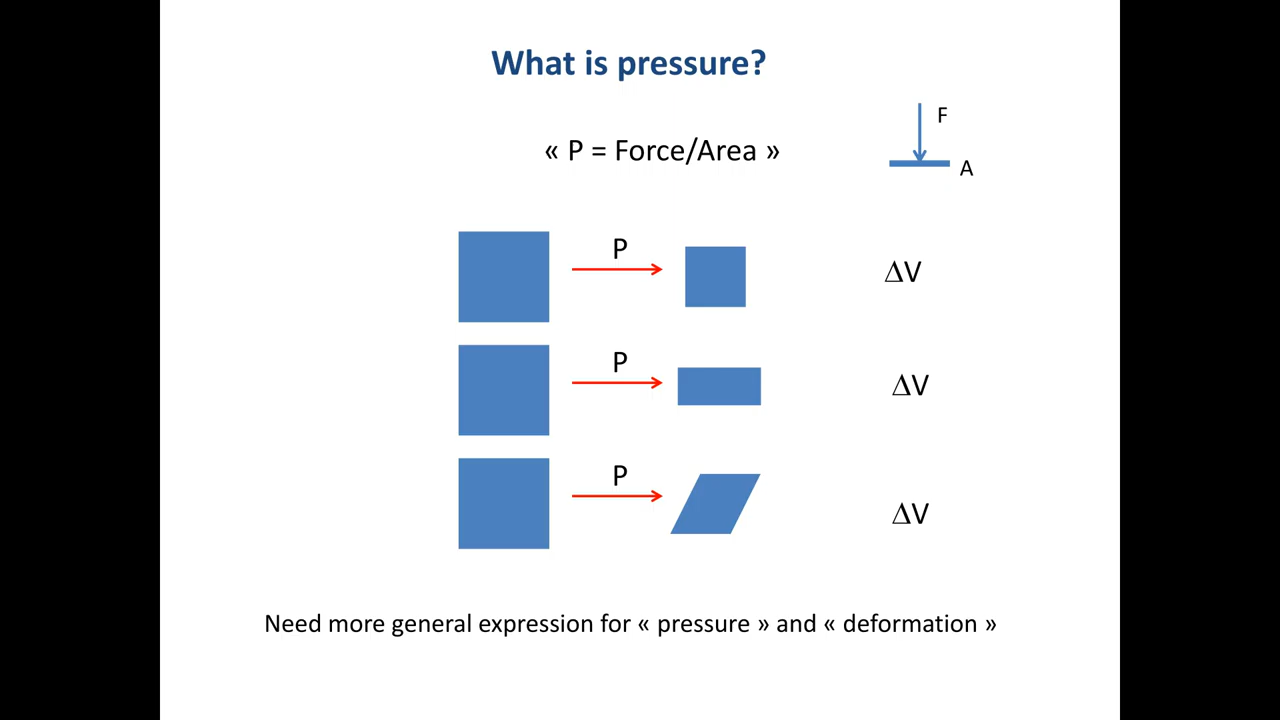 What is pressure?
« P = Force/Area »
F
A
P
ΔV
P
ΔV
P
ΔV
Need more general expression for « pressure » and « deformation »